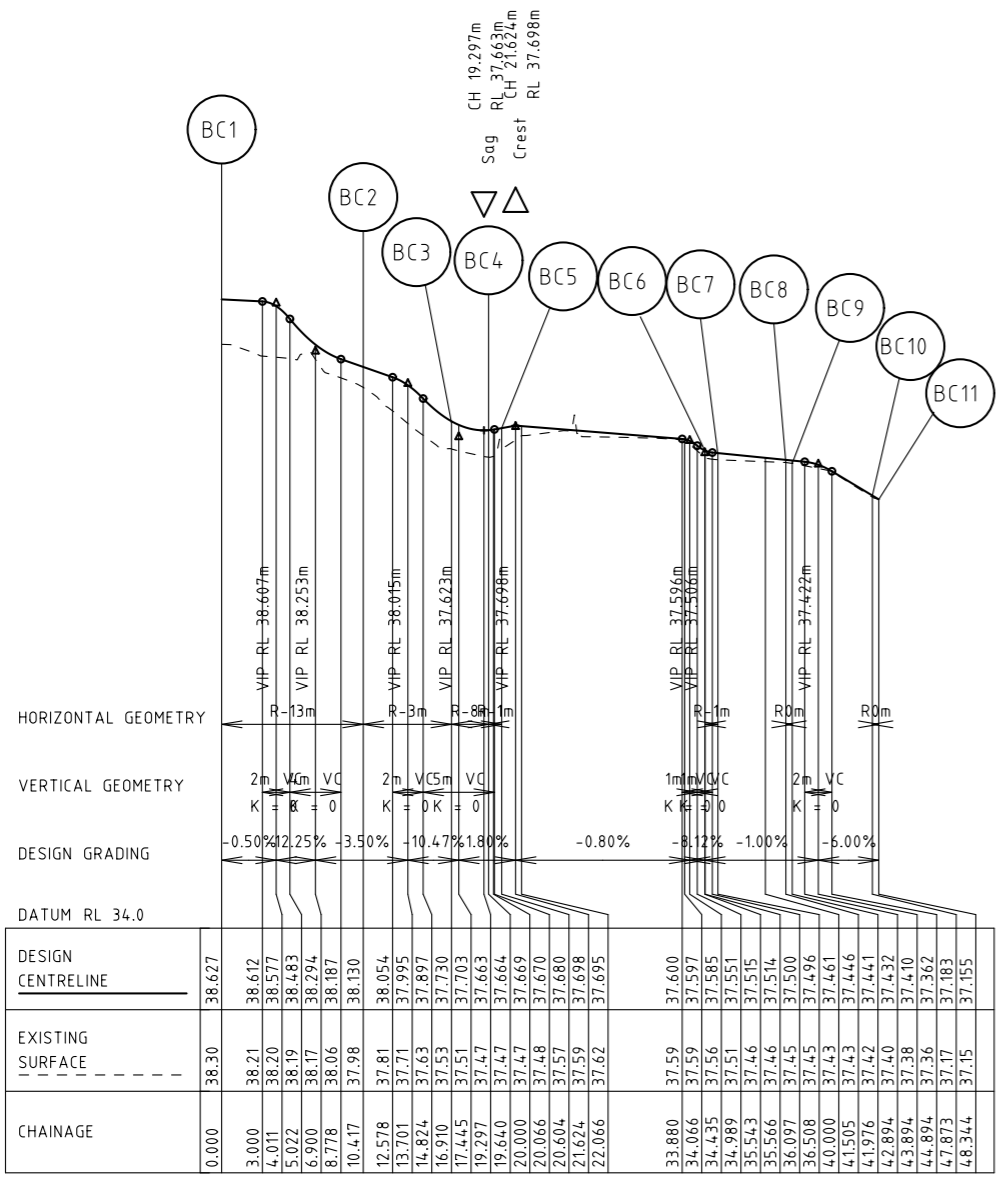 CH 19.297m
RL 37.663m
CH 21.624m
RL 37.698m
Sag
Crest
BC1
BC2
BC3
BC4
BC5
BC6
BC7
BC8
BC9
BC10
BC11
VIP RL 38.607m
VIP RL 38.253m
VIP RL 38.015m
VIP RL 37.623m
VIP RL 37.698m
VIP RL 37.596m
VIP RL 37.506m
VIP RL 37.422m
HORIZONTAL GEOMETRY R-13m R-3m R-8m R-1m R-1m R0m R0m
VERTICAL GEOMETRY 2m VC 4m VC 2m VC 5m VC 1m VC 1m VC 2m VC
K = 0 K = 0 K = 0 K = 0 K = 0 K = 0 K = 0
DESIGN GRADING -0.50% -12.25% -3.50% -10.47% 1.80% -0.80% -8.12% -1.00% -6.00%
DATUM RL 34.0
DESIGN
CENTRELINE
38.627 38.612 38.577 38.483 38.294 38.187 38.130 38.054 37.995 37.897 37.730 37.703 37.663 37.664 37.669 37.670 37.680 37.698 37.695 37.600 37.597 37.585 37.551 37.515 37.514 37.500 37.496 37.461 37.446 37.441 37.432 37.410 37.362 37.183 37.155
EXISTING
SURFACE
38.30 38.21 38.20 38.19 38.17 38.06 37.98 37.81 37.71 37.63 37.53 37.51 37.47 37.47 37.47 37.48 37.57 37.59 37.62 37.59 37.59 37.56 37.51 37.46 37.46 37.45 37.45 37.43 37.43 37.42 37.40 37.38 37.36 37.17 37.15
CHAINAGE
0.000 3.000 4.011 5.022 6.900 8.778 10.417 12.578 13.701 14.824 16.910 17.445 19.297 19.640 20.000 20.066 20.604 21.624 22.066 33.880 34.066 34.435 34.989 35.543 35.566 36.097 36.508 40.000 41.505 41.976 42.894 43.894 44.894 47.873 48.344